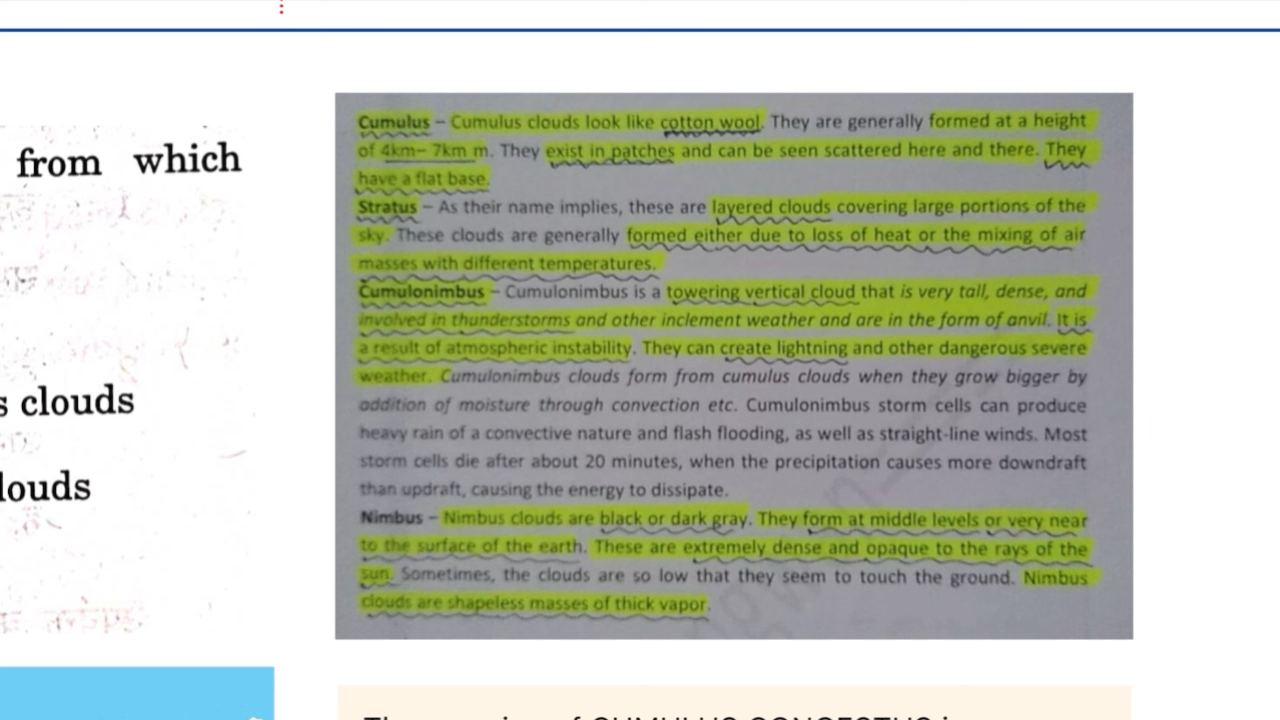 from which
s clouds
louds
Cumulus – Cumulus clouds look like cotton wool. They are generally formed at a height
of 4km– 7km m. They exist in patches and can be seen scattered here and there. They
have a flat base.
Stratus – As their name implies, these are layered clouds covering large portions of the
sky. These clouds are generally formed either due to loss of heat or the mixing of air
masses with different temperatures.
Cumulonimbus – Cumulonimbus is a towering vertical cloud that is very tall, dense, and
involved in thunderstorms and other inclement weather and are in the form of anvil. It is
a result of atmospheric instability. They can create lightning and other dangerous severe
weather. Cumulonimbus clouds form from cumulus clouds when they grow bigger by
addition of moisture through convection etc. Cumulonimbus storm cells can produce
heavy rain of a convective nature and flash flooding, as well as straight-line winds. Most
storm cells die after about 20 minutes, when the precipitation causes more downdraft
than updraft, causing the energy to dissipate.
Nimbus – Nimbus clouds are black or dark gray. They form at middle levels or very near
to the surface of the earth. These are extremely dense and opaque to the rays of the
sun. Sometimes, the clouds are so low that they seem to touch the ground. Nimbus
clouds are shapeless masses of thick vapor.